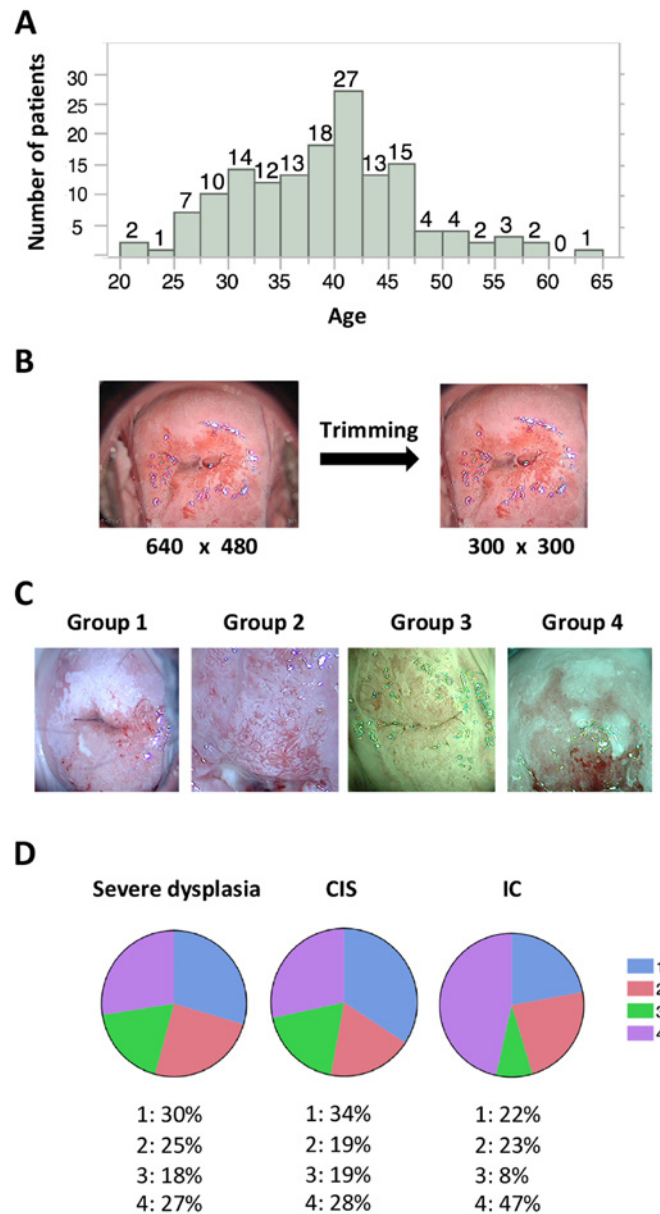 A
Number of patients
30
25
20
15
10
5
2 1 7 10 14 12 13 18 27 13 15 4 4 2 3 2 0 1
20 25 30 35 40 45 50 55 60 65
Age
B
Trimming
640 x 480
300 x 300
C
Group 1 Group 2 Group 3 Group 4
D
Severe dysplasia CIS IC
1
2
3
4
1: 30% 1: 34% 1: 22%
2: 25% 2: 19% 2: 23%
3: 18% 3: 19% 3: 8%
4: 27% 4: 28% 4: 47%